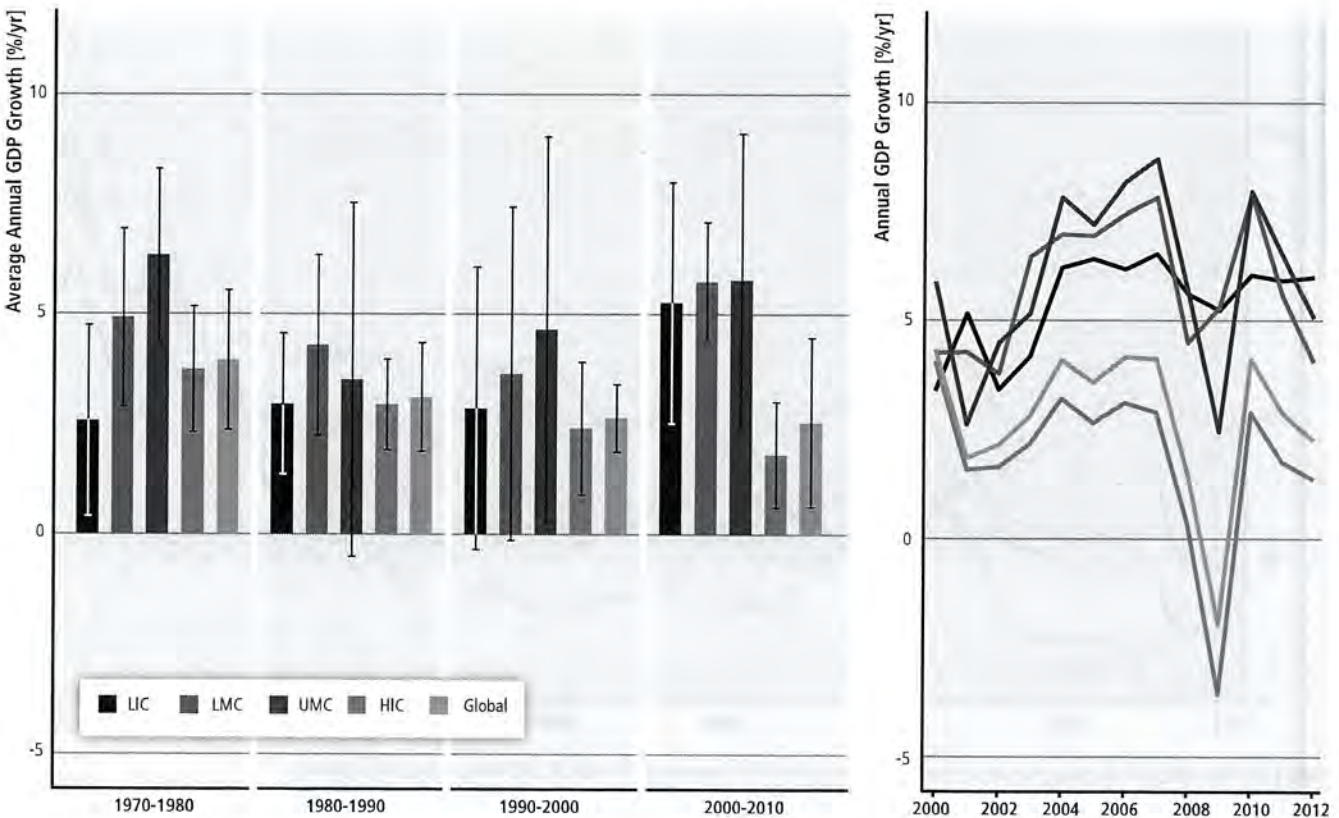 Average Annual GDP Growth [%/yr]
10
5
0
-5
LIC LMC UMC HIC Global
1970-1980 1980-1990 1990-2000 2000-2010
Annual GDP Growth [%/yr]
10
5
0
-5
2000 2002 2004 2006 2008 2010 2012